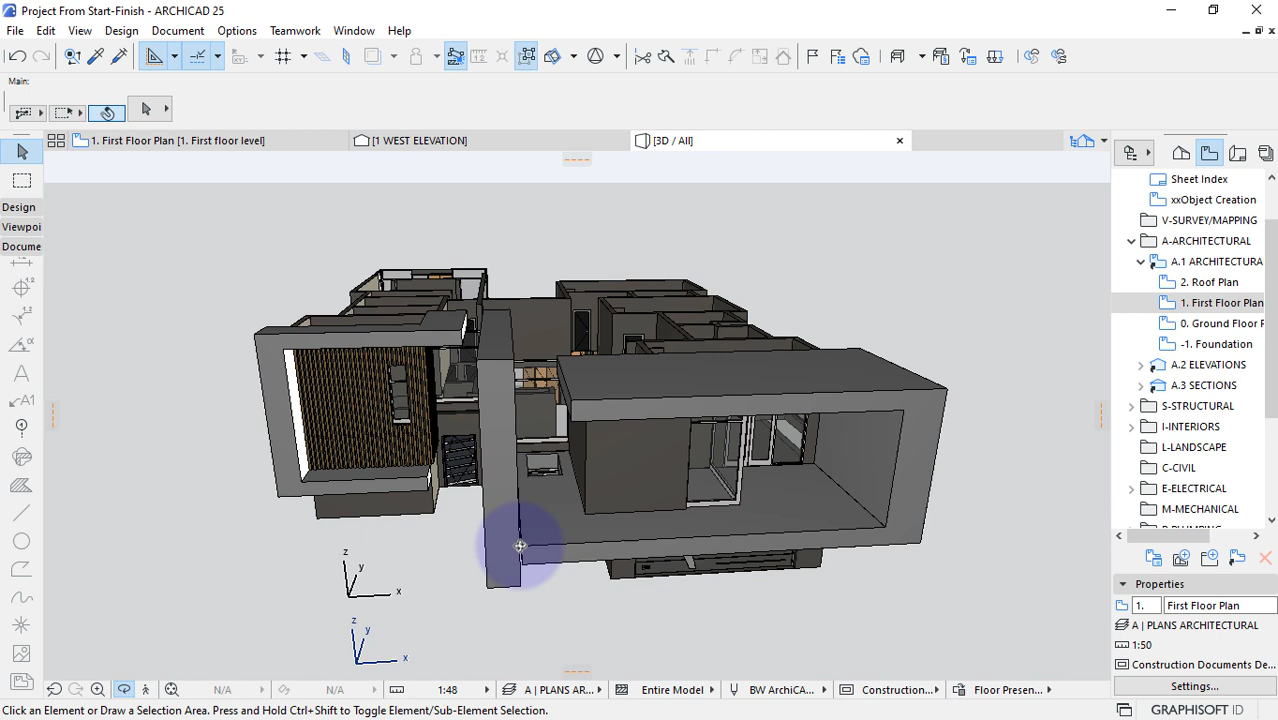 Project From Start-Finish - ARCHICAD 25
File Edit View Design Document Options Teamwork Window Help
Main:
1. First Floor Plan [1. First floor level]
[1 WEST ELEVATION]
[3D / All]
Design
Viewpoi
Docume
A
A1
z
y
x
z
y
x
Sheet Index
xxObject Creation
V-SURVEY/MAPPING
A-ARCHITECTURAL
A.1 ARCHITECTURA
2. Roof Plan
1. First Floor Plan
0. Ground Floor F
-1. Foundation
A.2 ELEVATIONS
A.3 SECTIONS
S-STRUCTURAL
I-INTERIORS
L-LANDSCAPE
C-CIVIL
E-ELECTRICAL
M-MECHANICAL
Properties
1. First Floor Plan
A | PLANS ARCHITECTURAL
1:50
Construction Documents De...
Settings...
N/A N/A 1:48 A | PLANS AR... Entire Model BW ArchiCA... Construction... Floor Presen...
Click an Element or Draw a Selection Area. Press and Hold Ctrl+Shift to Toggle Element/Sub-Element Selection.
GRAPHISOFT ID